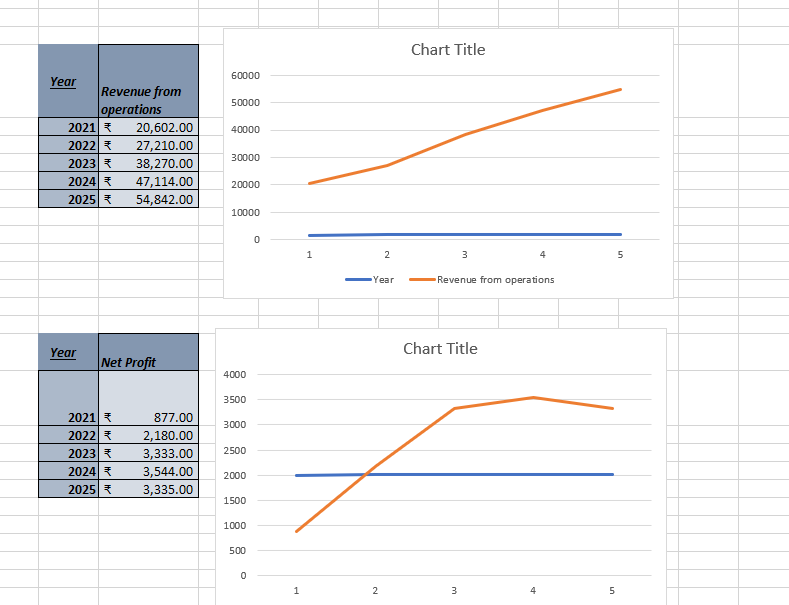 Year
Revenue from
operations
2021 ₹ 20,602.00
2022 ₹ 27,210.00
2023 ₹ 38,270.00
2024 ₹ 47,114.00
2025 ₹ 54,842.00
Chart Title
60000
50000
40000
30000
20000
10000
0
1 2 3 4 5
Year Revenue from operations
Year
Net Profit
2021 ₹ 877.00
2022 ₹ 2,180.00
2023 ₹ 3,333.00
2024 ₹ 3,544.00
2025 ₹ 3,335.00
Chart Title
4000
3500
3000
2500
2000
1500
1000
500
0
1 2 3 4 5